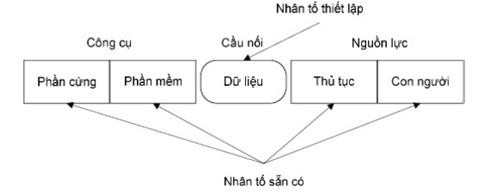 Nhân tố thiết lập
Công cụ
Cầu nối
Nguồn lực
Phần cứng
Phần mềm
Dữ liệu
Thủ tục
Con người
Nhân tố sẵn có